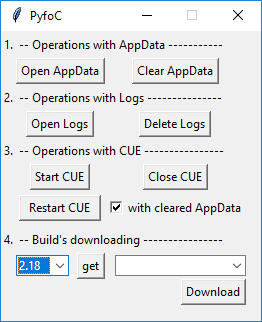 PyfoC
1. -- Operations with AppData -----------
Open AppData Clear AppData
2. -- Operations with Logs ---------------
Open Logs Delete Logs
3. -- Operations with CUE ----------------
Start CUE Close CUE
Restart CUE with cleared AppData
4. -- Build's downloading ----------------
2.18 get
Download